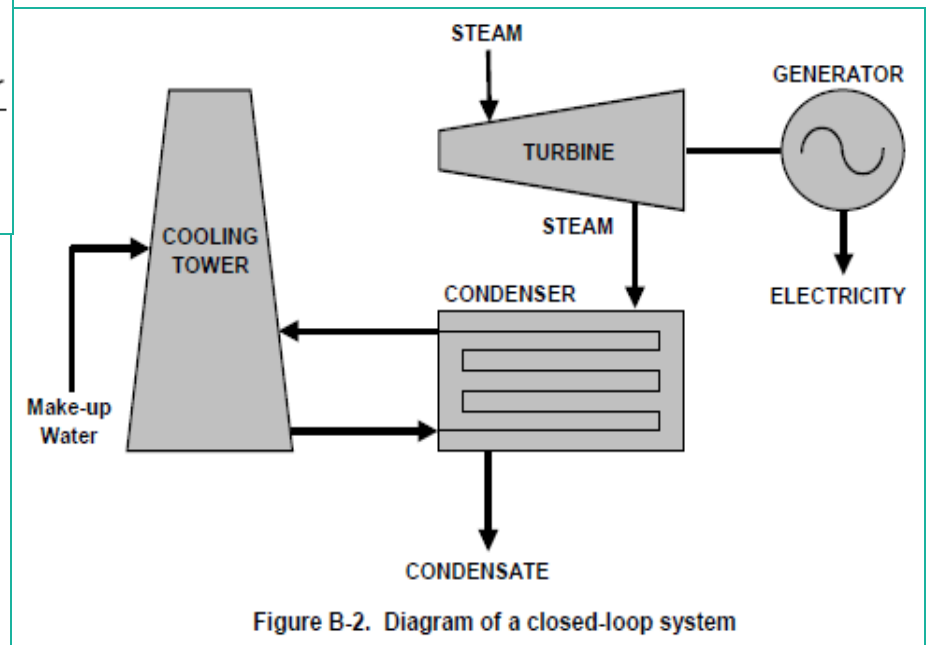 STEAM
GENERATOR
TURBINE
COOLING
TOWER
STEAM
CONDENSER
ELECTRICITY
Make-up
Water
CONDENSATE
Figure B-2. Diagram of a closed-loop system